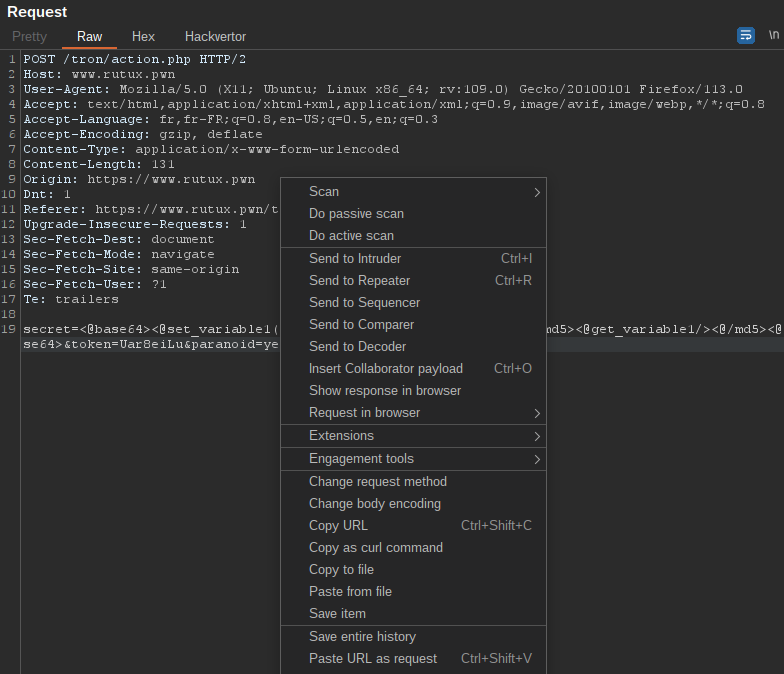 Request
Pretty Raw Hex Hackvertor \n
1 POST /tron/action.php HTTP/2
2 Host: www.rutux.pwn
3 User-Agent: Mozilla/5.0 (X11; Ubuntu; Linux x86_64; rv:109.0) Gecko/20100101 Firefox/113.0
4 Accept: text/html,application/xhtml+xml,application/xml;q=0.9,image/avif,image/webp,*/*;q=0.8
5 Accept-Language: fr,fr-FR;q=0.8,en-US;q=0.5,en;q=0.3
6 Accept-Encoding: gzip, deflate
7 Content-Type: application/x-www-form-urlencoded
8 Content-Length: 131
9 Origin: https://www.rutux.pwn
10 Dnt: 1
11 Referer: https://www.rutux.pwn/t
12 Upgrade-Insecure-Requests: 1
13 Sec-Fetch-Dest: document
14 Sec-Fetch-Mode: navigate
15 Sec-Fetch-Site: same-origin
16 Sec-Fetch-User: ?1
17 Te: trailers
18
19 secret=<@base64><@set_variable1( md5><@get_variable1/><@/md5><@
se64>&token=Uar8eiLu&paranoid=ye
Scan
Do passive scan
Do active scan
Send to Intruder Ctrl+I
Send to Repeater Ctrl+R
Send to Sequencer
Send to Comparer
Send to Decoder
Insert Collaborator payload Ctrl+O
Show response in browser
Request in browser
Extensions
Engagement tools
Change request method
Change body encoding
Copy URL Ctrl+Shift+C
Copy as curl command
Copy to file
Paste from file
Save item
Save entire history
Paste URL as request Ctrl+Shift+V